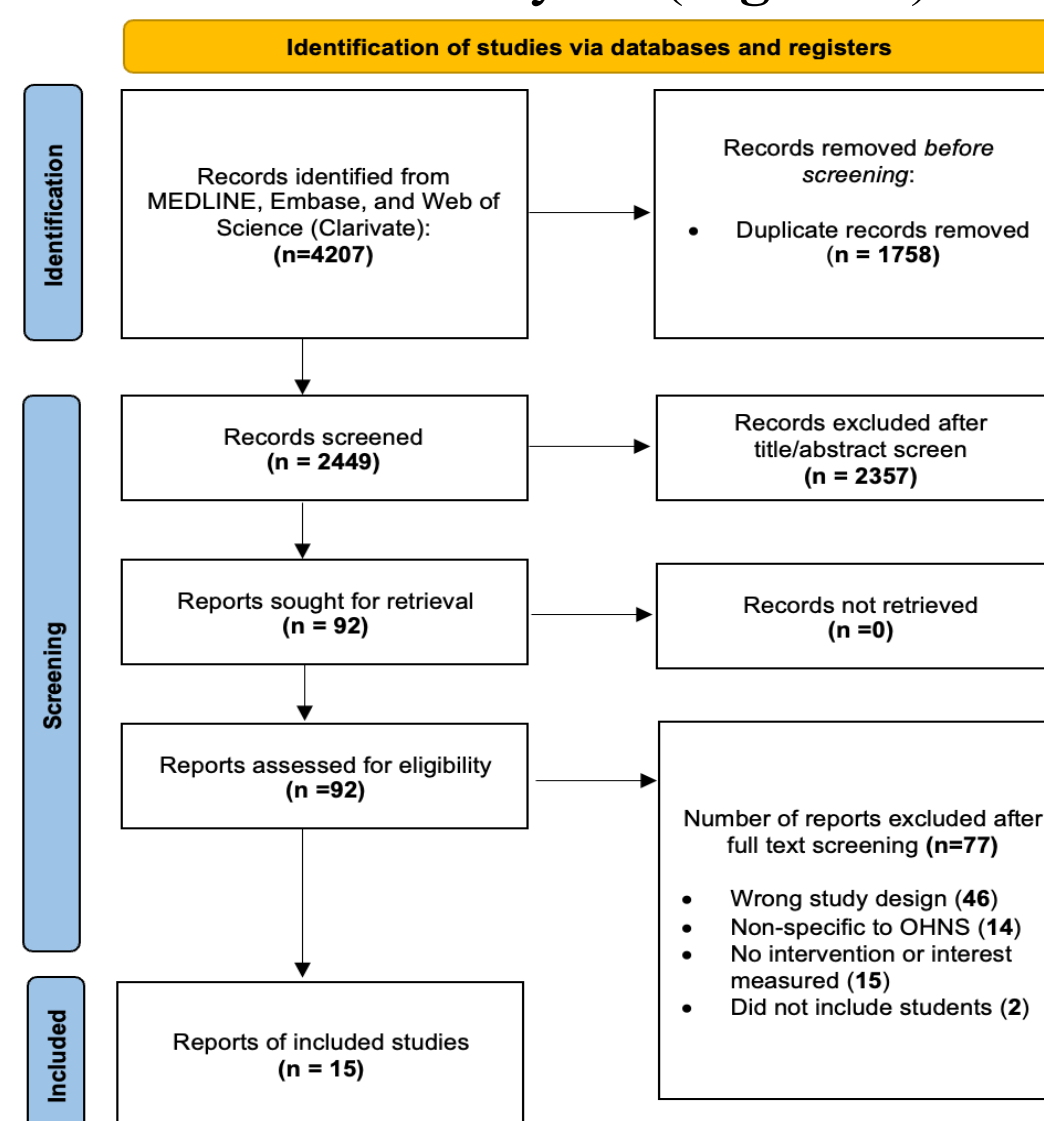 Identification of studies via databases and registers
Identification
Records identified from
MEDLINE, Embase, and Web of
Science (Clarivate):
(n=4207)
Records removed before
screening:
• Duplicate records removed
(n = 1758)
Screening
Records screened
(n = 2449)
Records excluded after
title/abstract screen
(n = 2357)
Reports sought for retrieval
(n = 92)
Records not retrieved
(n =0)
Reports assessed for eligibility
(n =92)
Number of reports excluded after
full text screening (n=77)
• Wrong study design (46)
• Non-specific to OHNS (14)
• No intervention or interest
measured (15)
• Did not include students (2)
Included
Reports of included studies
(n = 15)